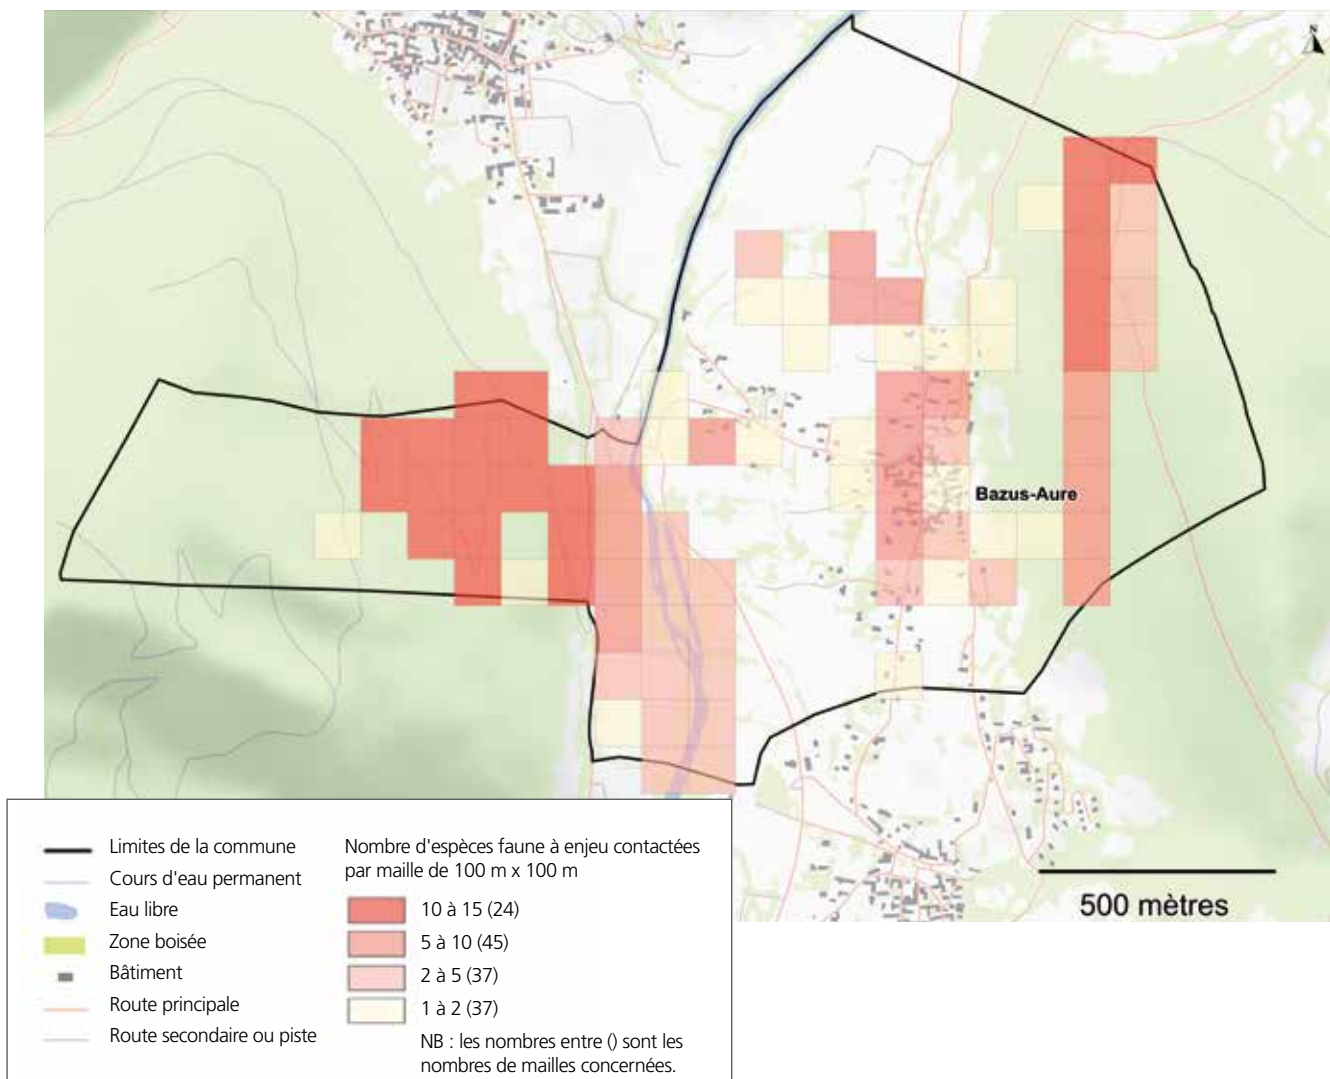 N
Bazus-Aure
500 mètres
Limites de la commune
Cours d'eau permanent
Eau libre
Zone boisée
Bâtiment
Route principale
Route secondaire ou piste
Nombre d'espèces faune à enjeu contactées
par maille de 100 m x 100 m
10 à 15 (24)
5 à 10 (45)
2 à 5 (37)
1 à 2 (37)
NB : les nombres entre () sont les
nombres de mailles concernées.